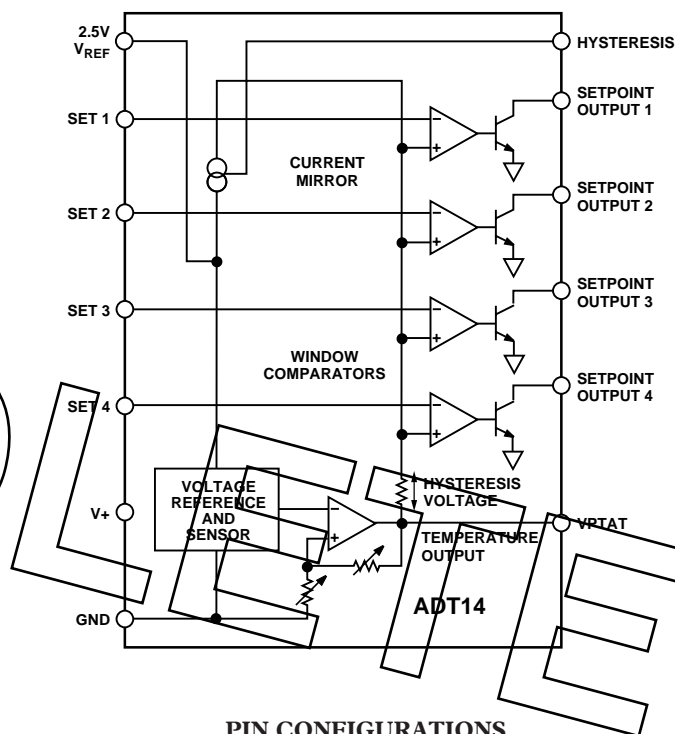 2.5V
VREF
HYSTERESIS
SETPOINT
OUTPUT 1
SET 1
CURRENT
MIRROR
SETPOINT
OUTPUT 2
SET 2
SETPOINT
OUTPUT 3
SET 3
WINDOW
COMPARATORS
SETPOINT
OUTPUT 4
SET 4
HYSTERESIS
VOLTAGE
VOLTAGE
REFERENCE
AND
SENSOR
V+
VPTAT
TEMPERATURE
OUTPUT
GND
ADT14
LETE
PIN CONFIGURATIONS